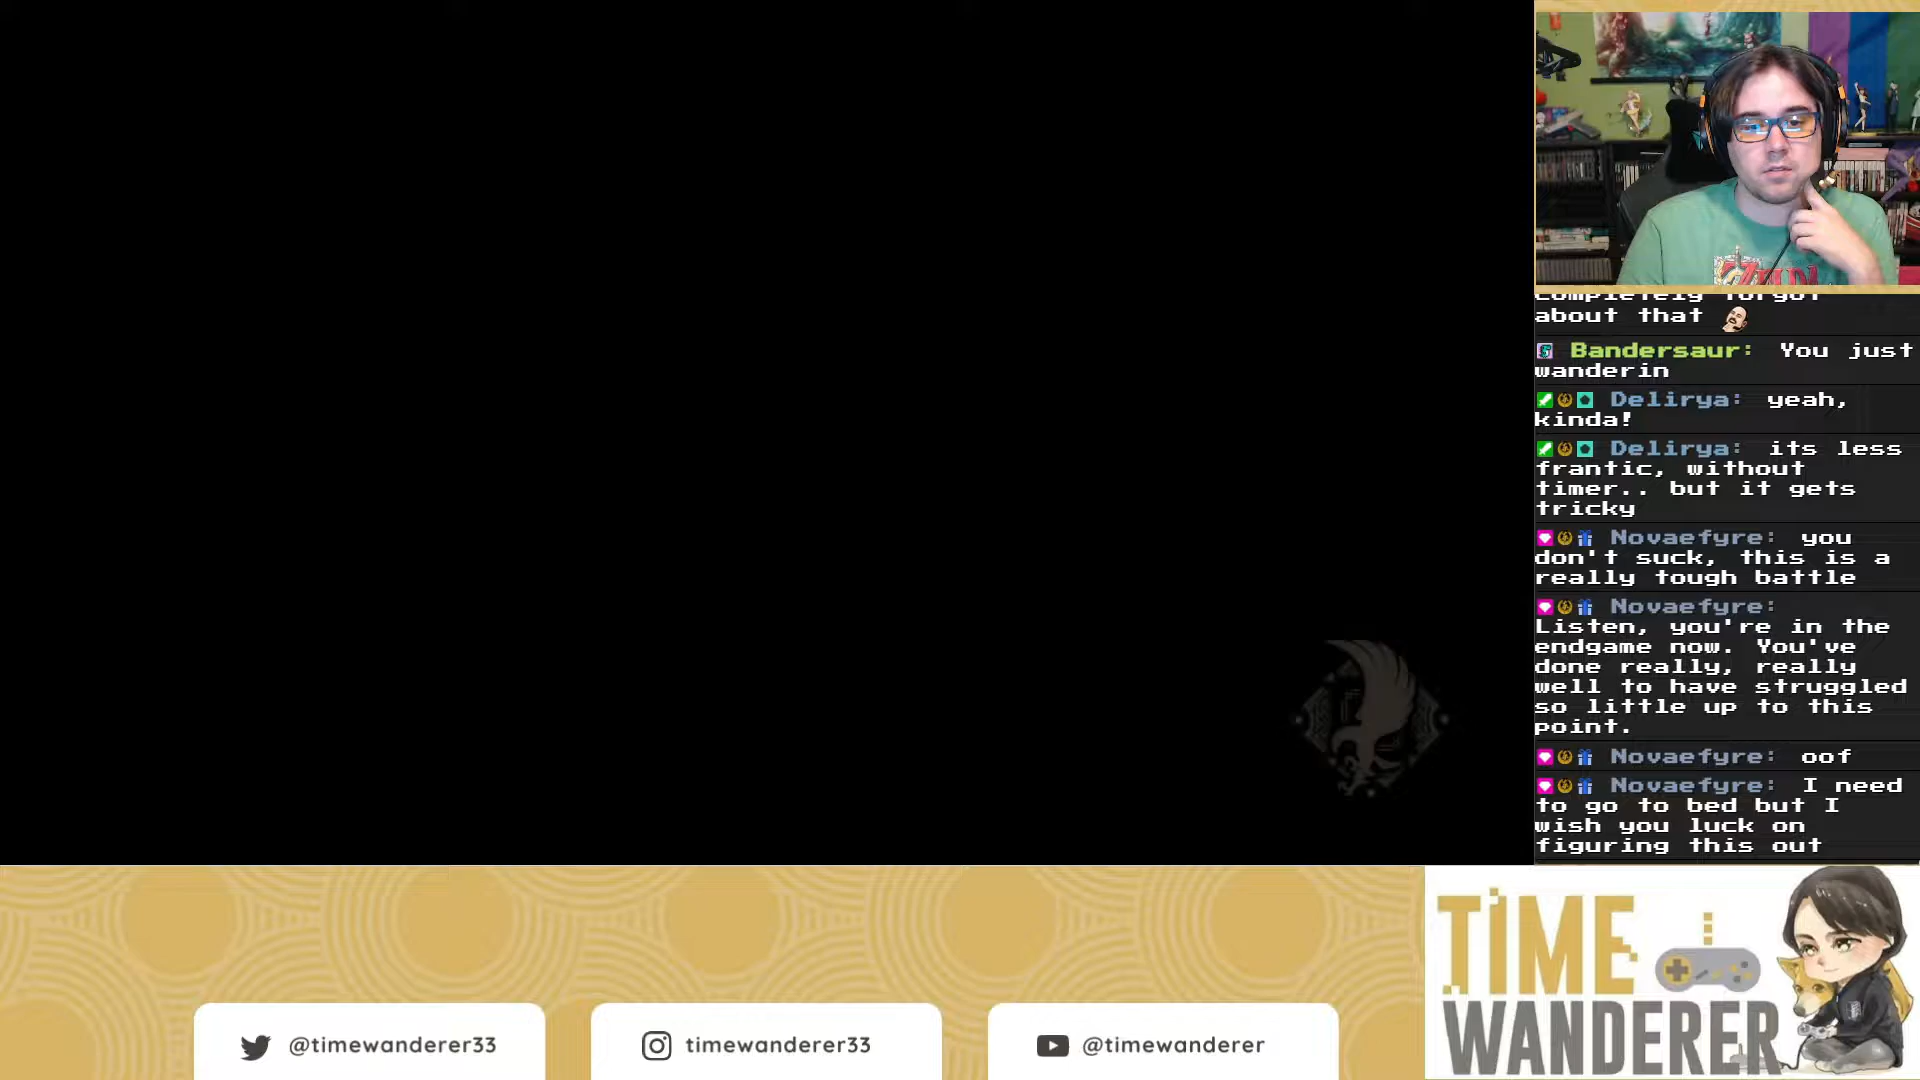 completely forgot
about that
Bandersaur: You just
wanderin
Delirya: yeah,
kinda!
Delirya: its less
frantic, without
timer.. but it gets
tricky
Novaefyre: you
don't suck, this is a
really tough battle
Novaefyre:
Listen, you're in the
endgame now. You've
done really, really
well to have struggled
so little up to this
point.
Novaefyre: oof
Novaefyre: I need
to go to bed but I
wish you luck on
figuring this out
@timewanderer33
timewanderer33
@timewanderer
TIME
WANDERER